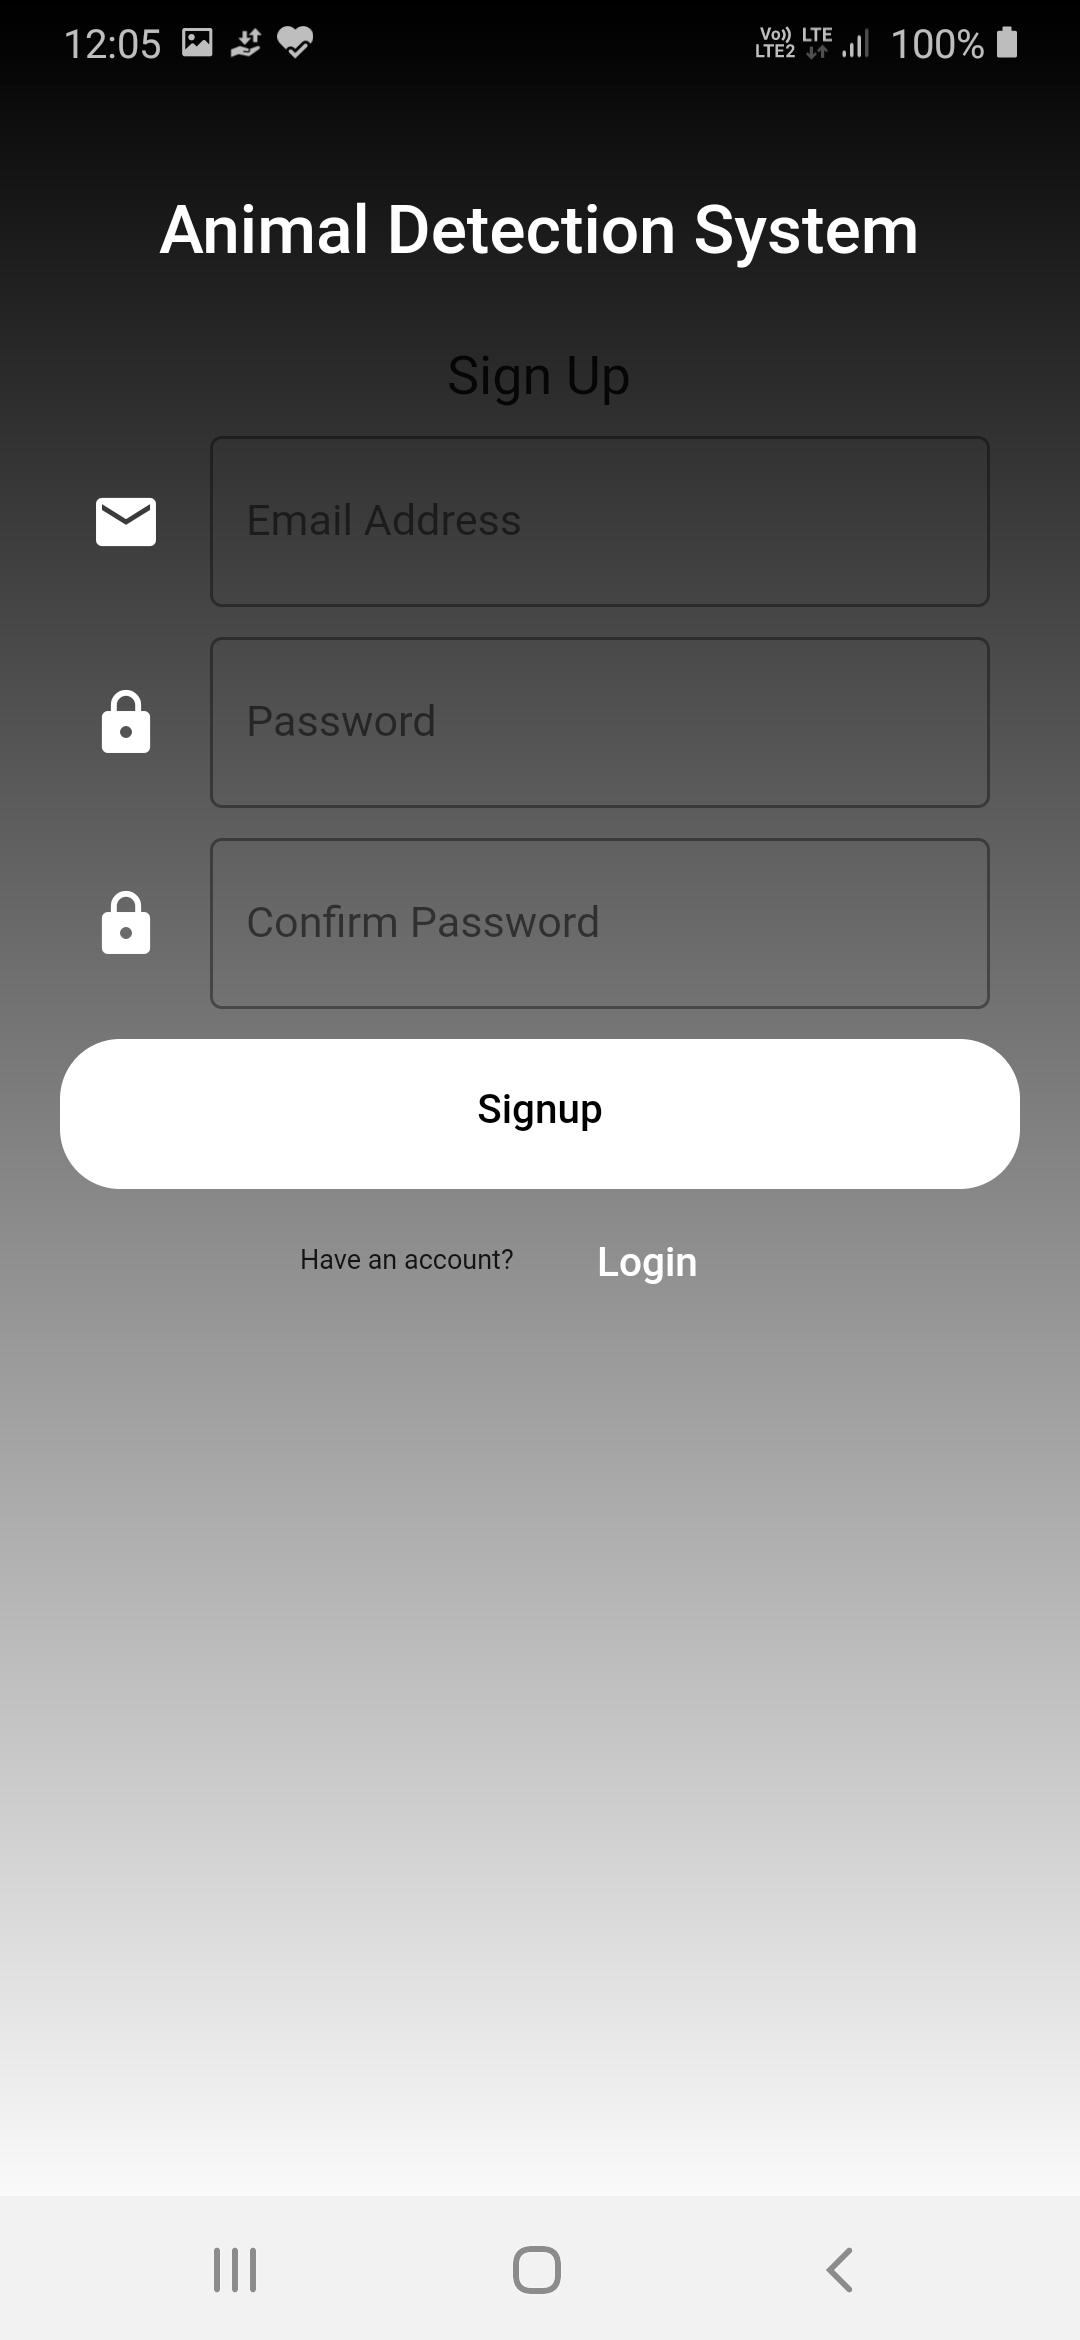 12:05 Vo)) LTE LTE2 100%
Animal Detection System
Sign Up
Email Address
Password
Confirm Password
Signup
Have an account? Login